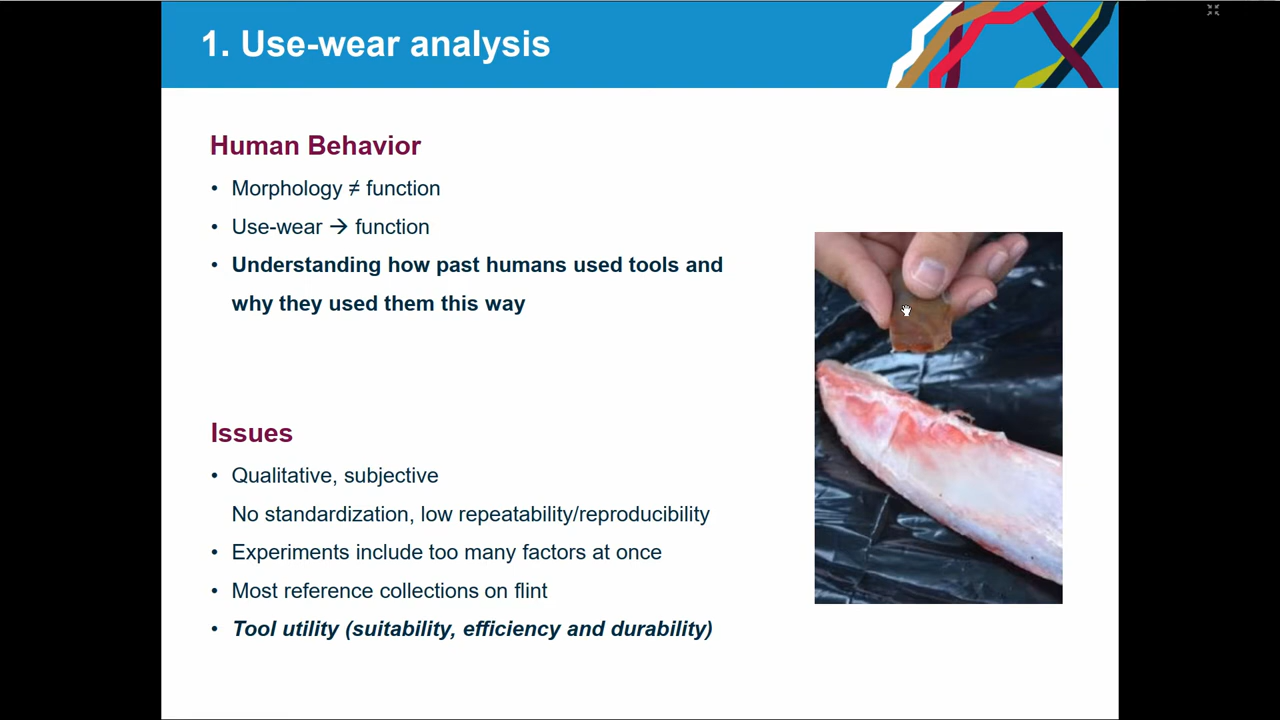 1. Use-wear analysis
Human Behavior
• Morphology ≠ function
• Use-wear → function
• Understanding how past humans used tools and
why they used them this way
Issues
• Qualitative, subjective
No standardization, low repeatability/reproducibility
• Experiments include too many factors at once
• Most reference collections on flint
• Tool utility (suitability, efficiency and durability)